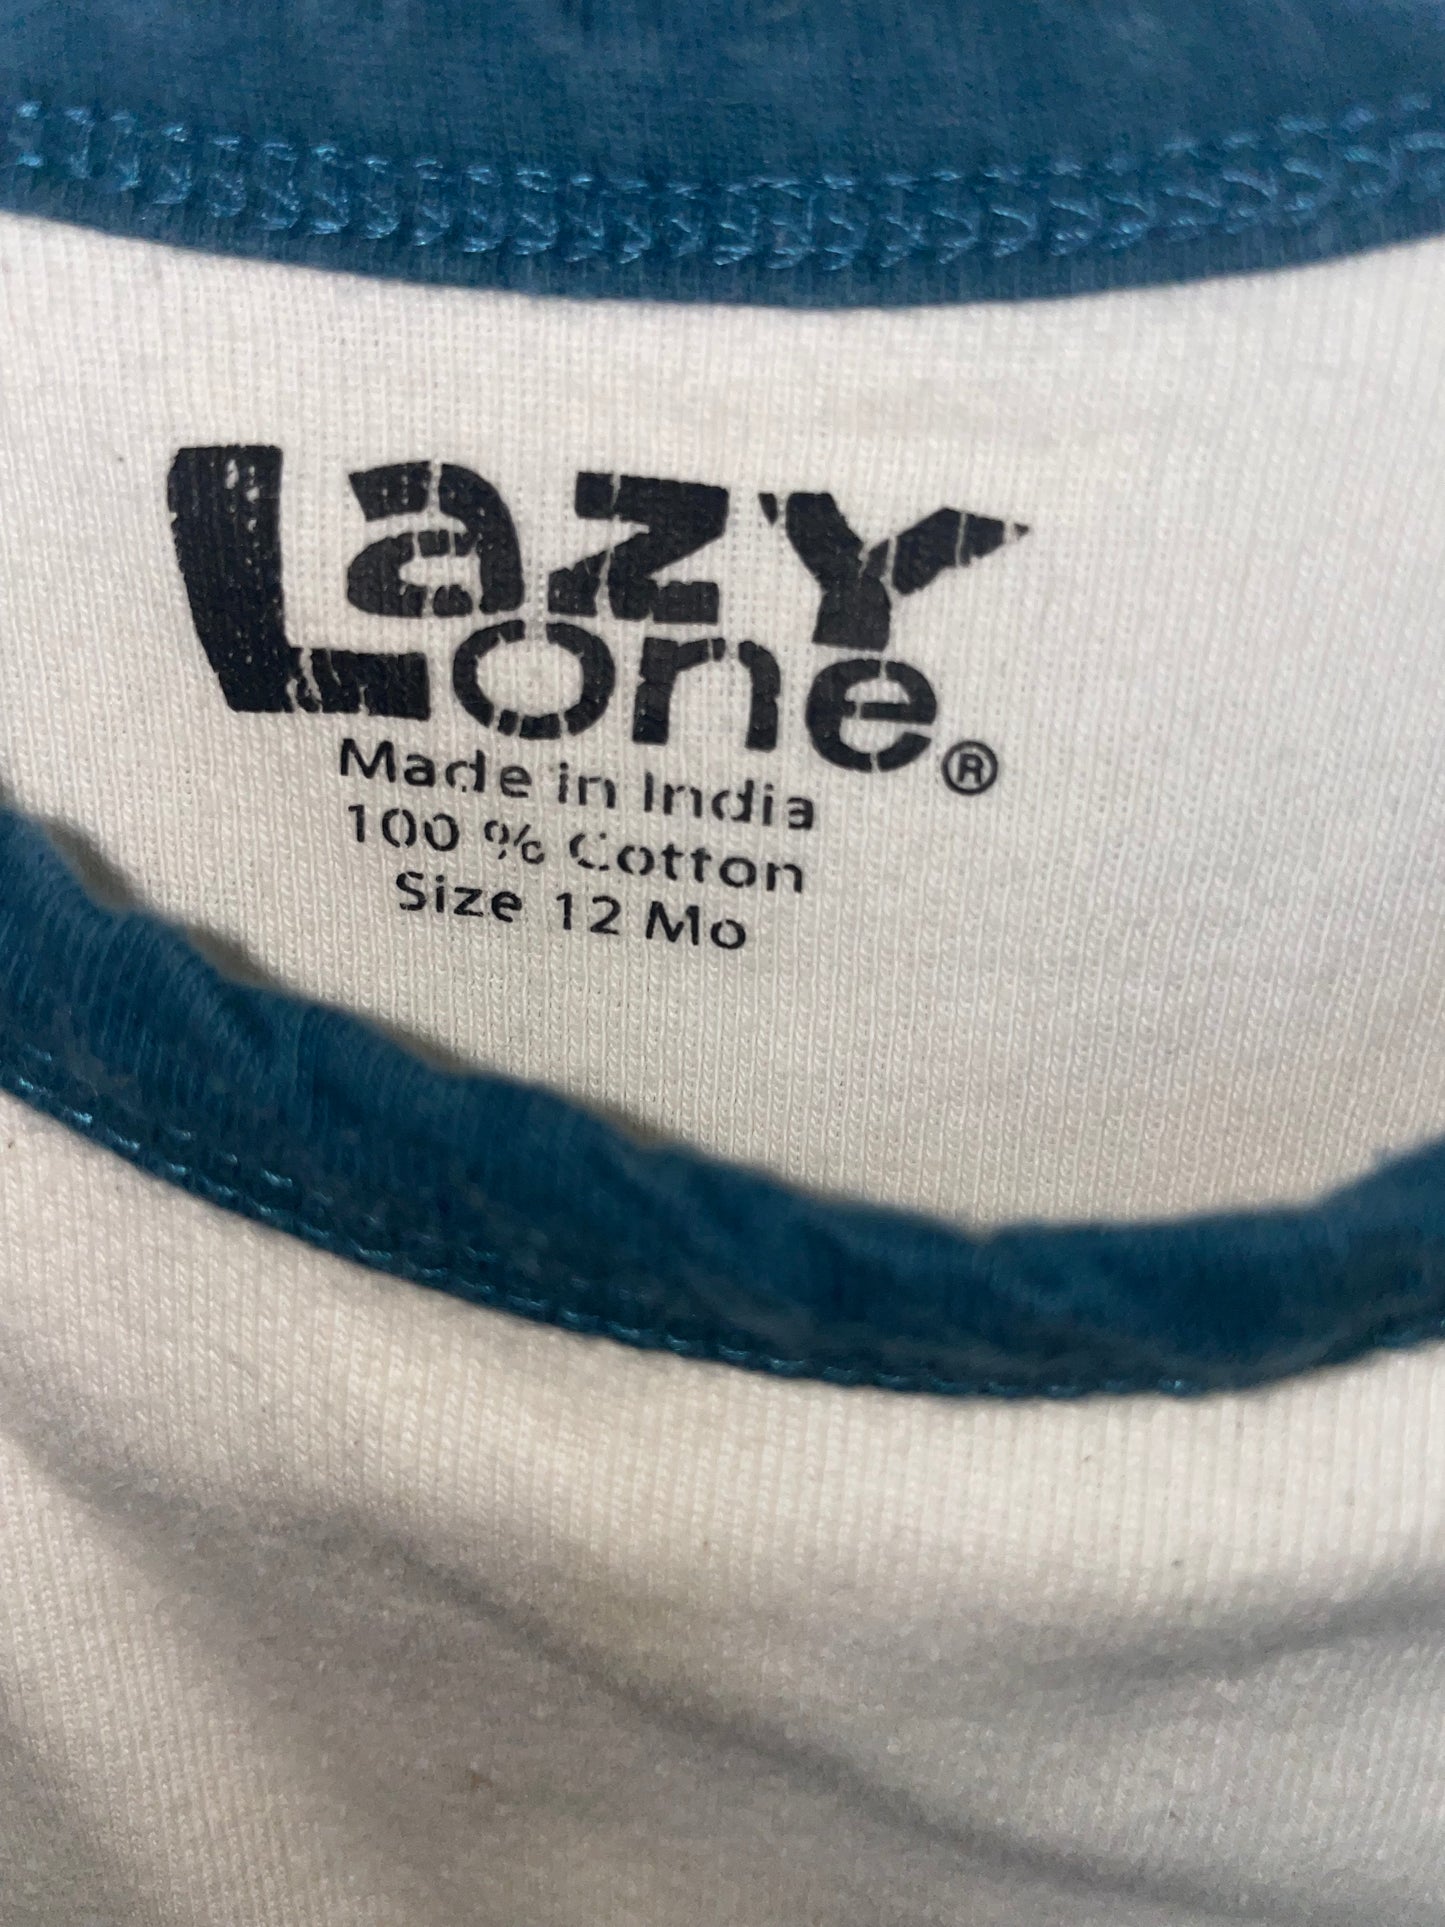 Lazy
One®
Made in India
100 % Cotton
Size 12 Mo